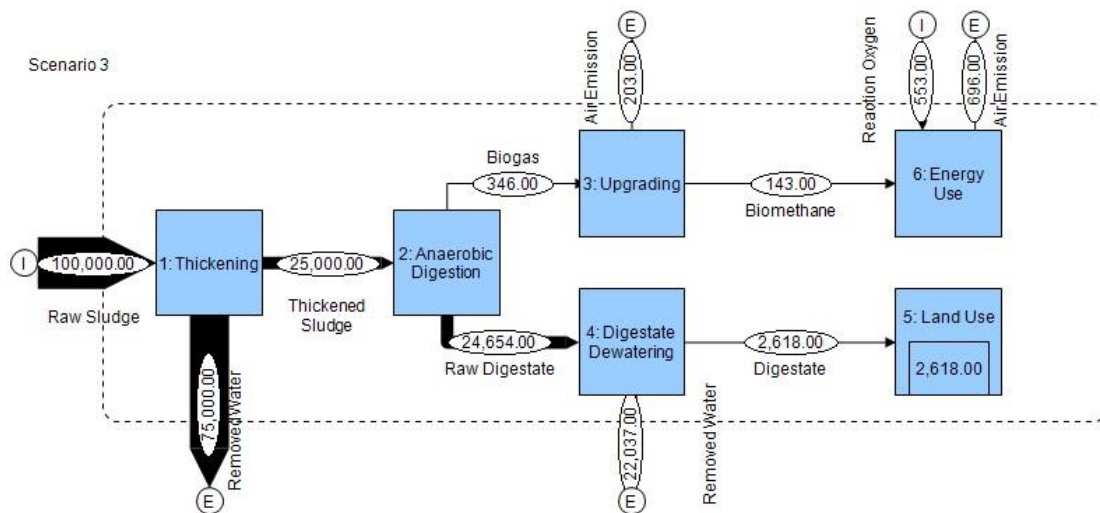 E
I
E
Scenario 3
Air Emission
203.00
Reaction Oxygen
553.00
696.00
Air Emission
Biogas
346.00
3: Upgrading
143.00
Biomethane
6: Energy
Use
I
100,000.00
Raw Sludge
1: Thickening
25,000.00
Thickened
Sludge
2: Anaerobic
Digestion
24,654.00
Raw Digestate
4: Digestate
Dewatering
2,618.00
Digestate
5: Land Use
2,618.00
75,000.00
Removed Water
22,037.00
Removed Water
E
E